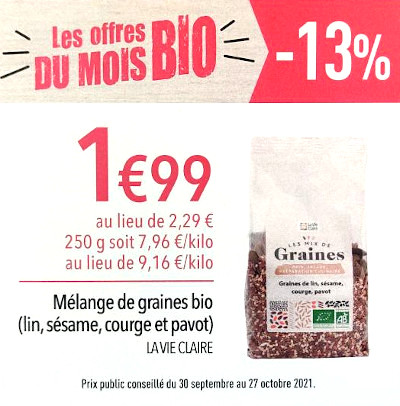 Les offres
DU MOIS BIO
-13%
1€99
au lieu de 2,29 €
250 g soit 7,96 €/kilo
au lieu de 9,16 €/kilo
Mélange de graines bio
(lin, sésame, courge et pavot)
LA VIE CLAIRE
LES MIX DE
Graines
Graines de lin, sésame,
courge, pavot
AB
Prix public conseillé du 30 septembre au 27 octobre 2021.